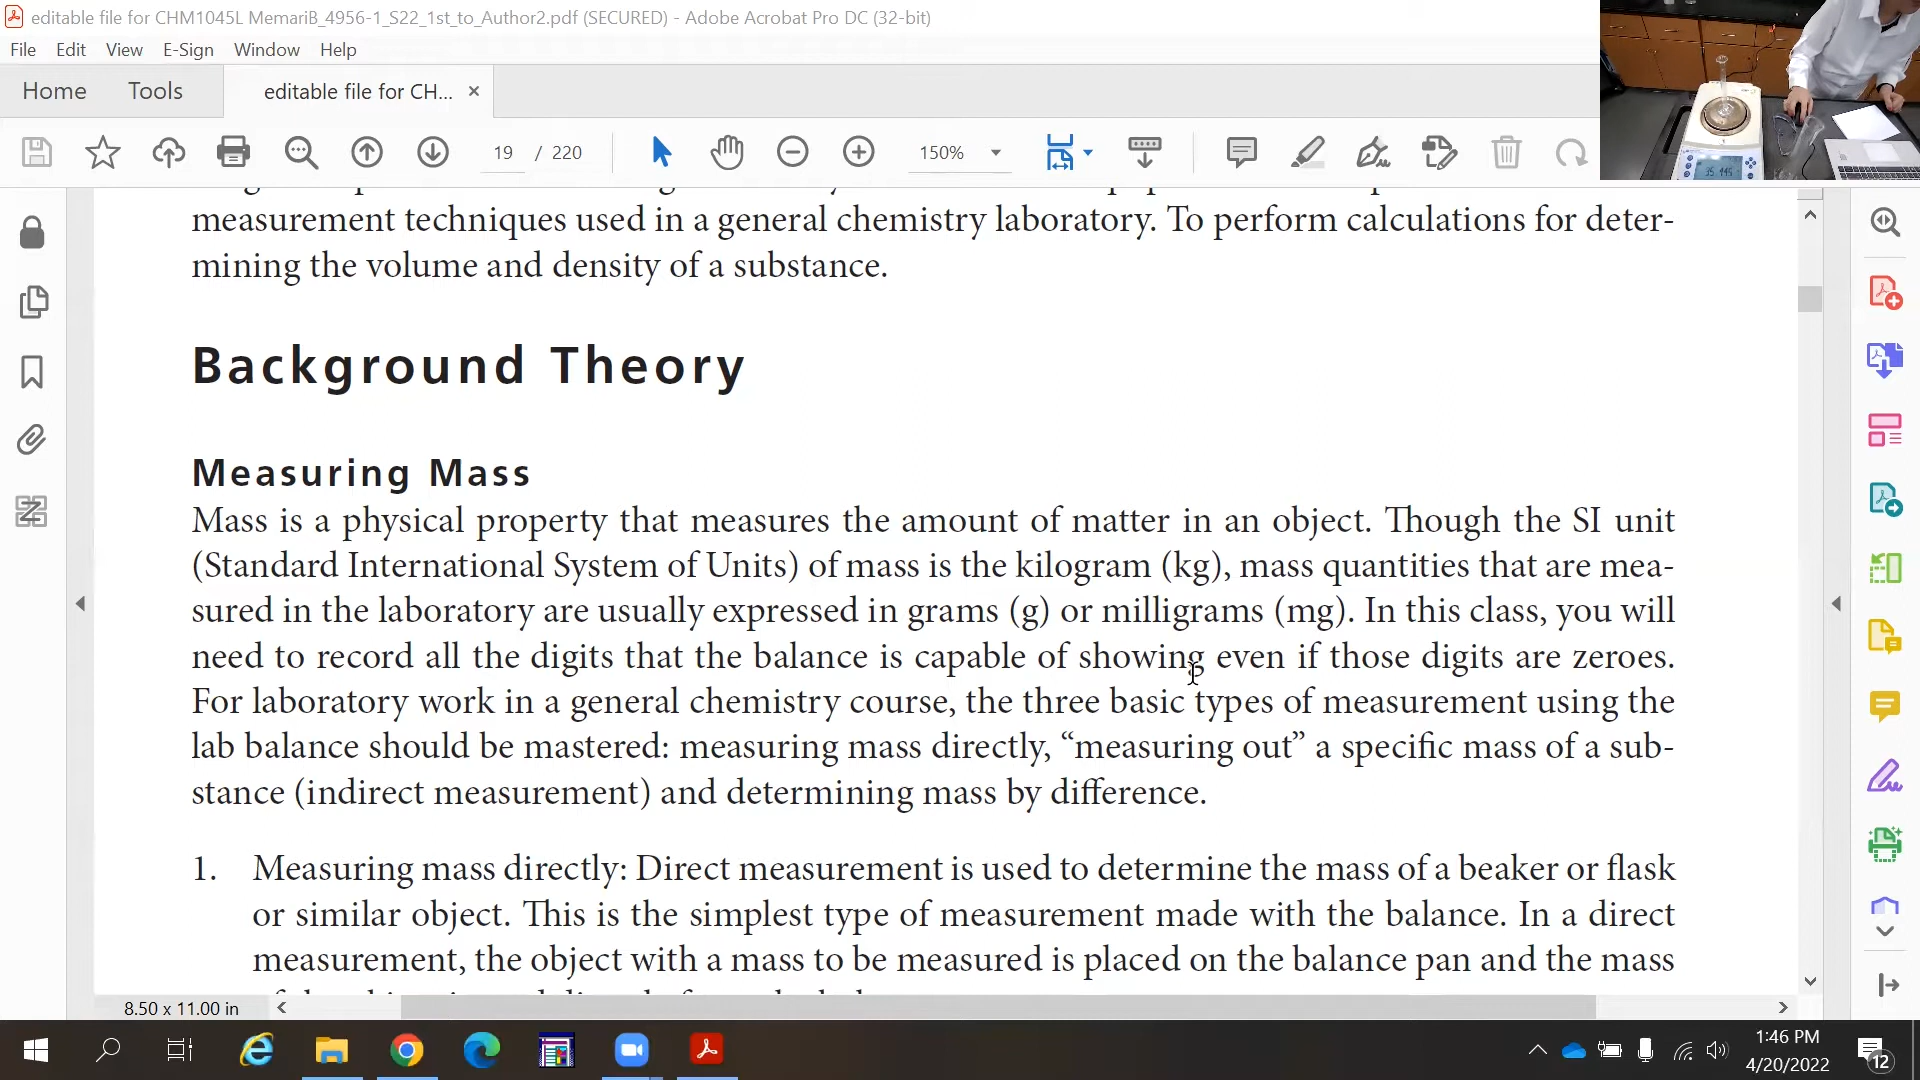 editable file for CHM1045L MemariB_4956-1_S22_1st_to_Author2.pdf (SECURED) - Adobe Acrobat Pro DC (32-bit)
File Edit View E-Sign Window Help
Home Tools editable file for CH... ×
19 / 220 150%
measurement techniques used in a general chemistry laboratory. To perform calculations for deter-
mining the volume and density of a substance.
Background Theory
Measuring Mass
Mass is a physical property that measures the amount of matter in an object. Though the SI unit
(Standard International System of Units) of mass is the kilogram (kg), mass quantities that are mea-
sured in the laboratory are usually expressed in grams (g) or milligrams (mg). In this class, you will
need to record all the digits that the balance is capable of showing even if those digits are zeroes.
For laboratory work in a general chemistry course, the three basic types of measurement using the
lab balance should be mastered: measuring mass directly, “measuring out” a specific mass of a sub-
stance (indirect measurement) and determining mass by difference.
1. Measuring mass directly: Direct measurement is used to determine the mass of a beaker or flask
or similar object. This is the simplest type of measurement made with the balance. In a direct
measurement, the object with a mass to be measured is placed on the balance pan and the mass
8.50 x 11.00 in
1:46 PM
4/20/2022
12